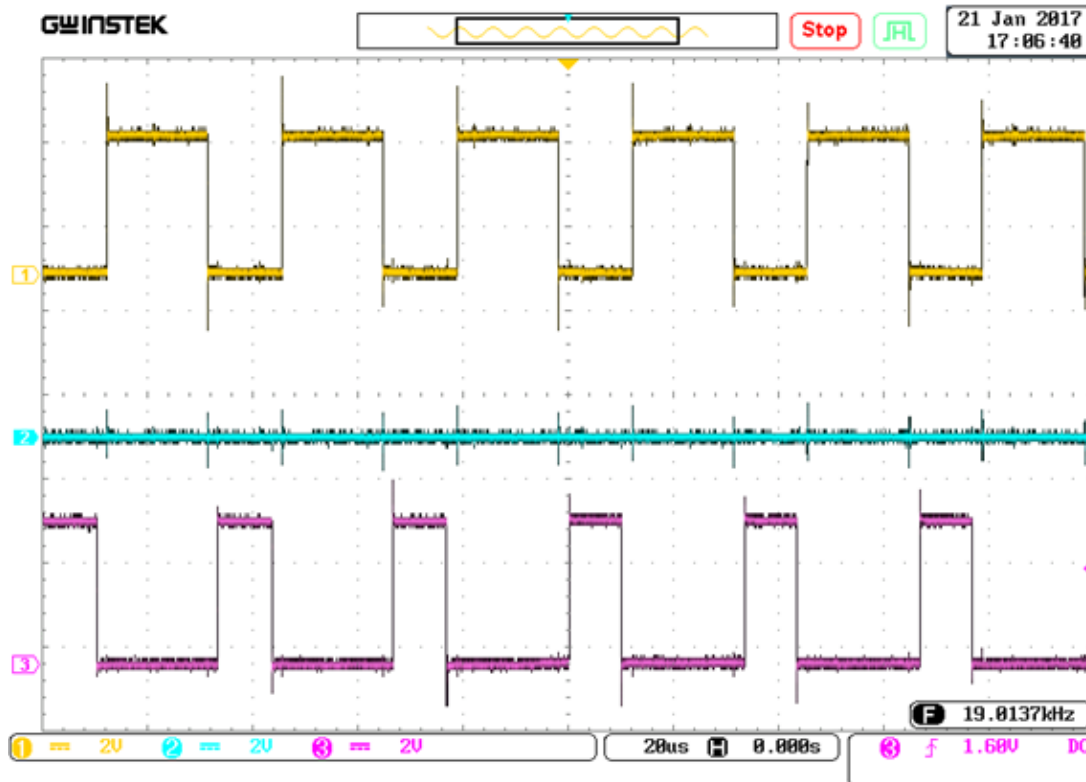 GWINSTEK
Stop
21 Jan 2017
17:06:40
1
2
3
F 19.0137kHz
1 2V 2 2V 3 2V
20us H 0.000s
3 1.60V DC